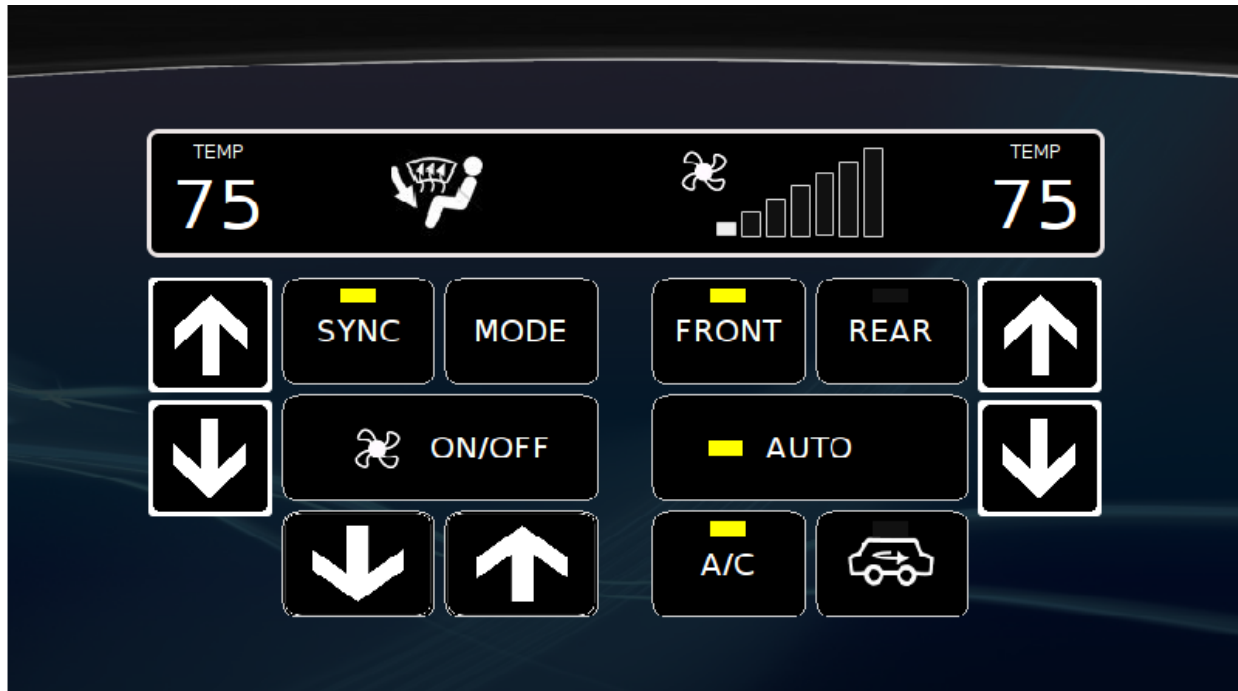 TEMP
75
TEMP
75
SYNC
MODE
FRONT
REAR
ON/OFF
AUTO
A/C